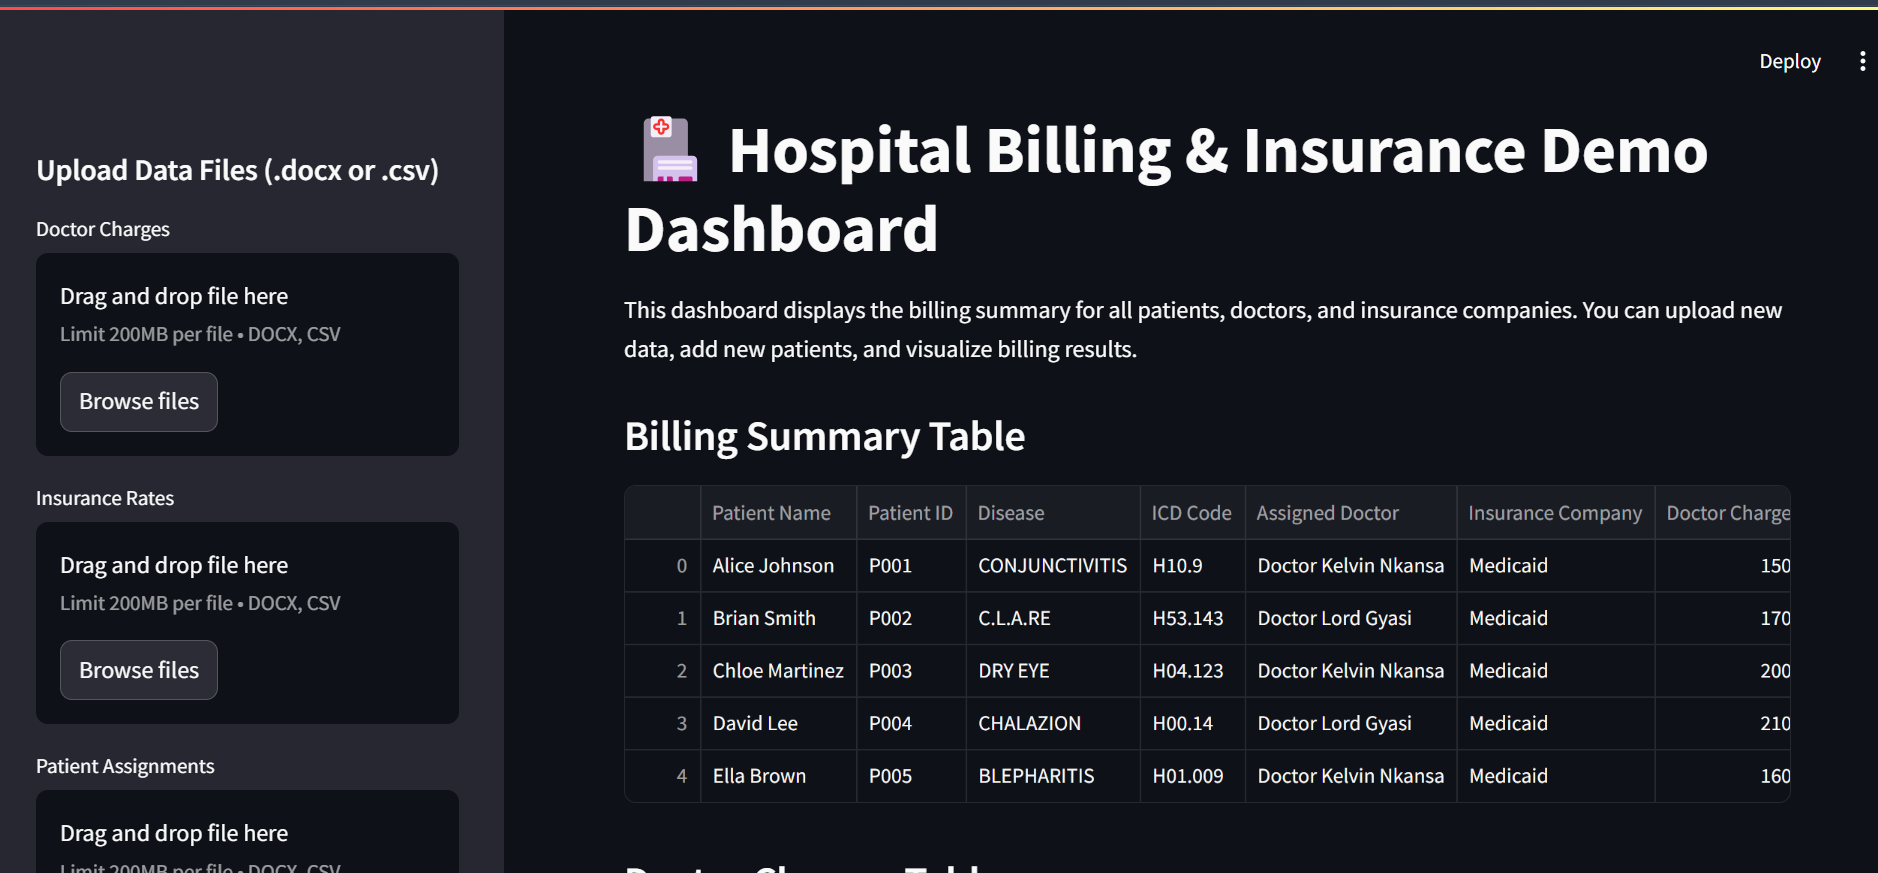 Deploy
Upload Data Files (.docx or .csv)
Doctor Charges
Drag and drop file here
Limit 200MB per file • DOCX, CSV
Browse files
Insurance Rates
Drag and drop file here
Limit 200MB per file • DOCX, CSV
Browse files
Patient Assignments
Drag and drop file here
Limit 200MB per file • DOCX, CSV
Hospital Billing & Insurance Demo
Dashboard
This dashboard displays the billing summary for all patients, doctors, and insurance companies. You can upload new
data, add new patients, and visualize billing results.
Billing Summary Table
Patient Name Patient ID Disease ICD Code Assigned Doctor Insurance Company Doctor Charge
0 Alice Johnson P001 CONJUNCTIVITIS H10.9 Doctor Kelvin Nkansa Medicaid 150
1 Brian Smith P002 C.L.A.RE H53.143 Doctor Lord Gyasi Medicaid 170
2 Chloe Martinez P003 DRY EYE H04.123 Doctor Kelvin Nkansa Medicaid 200
3 David Lee P004 CHALAZION H00.14 Doctor Lord Gyasi Medicaid 210
4 Ella Brown P005 BLEPHARITIS H01.009 Doctor Kelvin Nkansa Medicaid 160